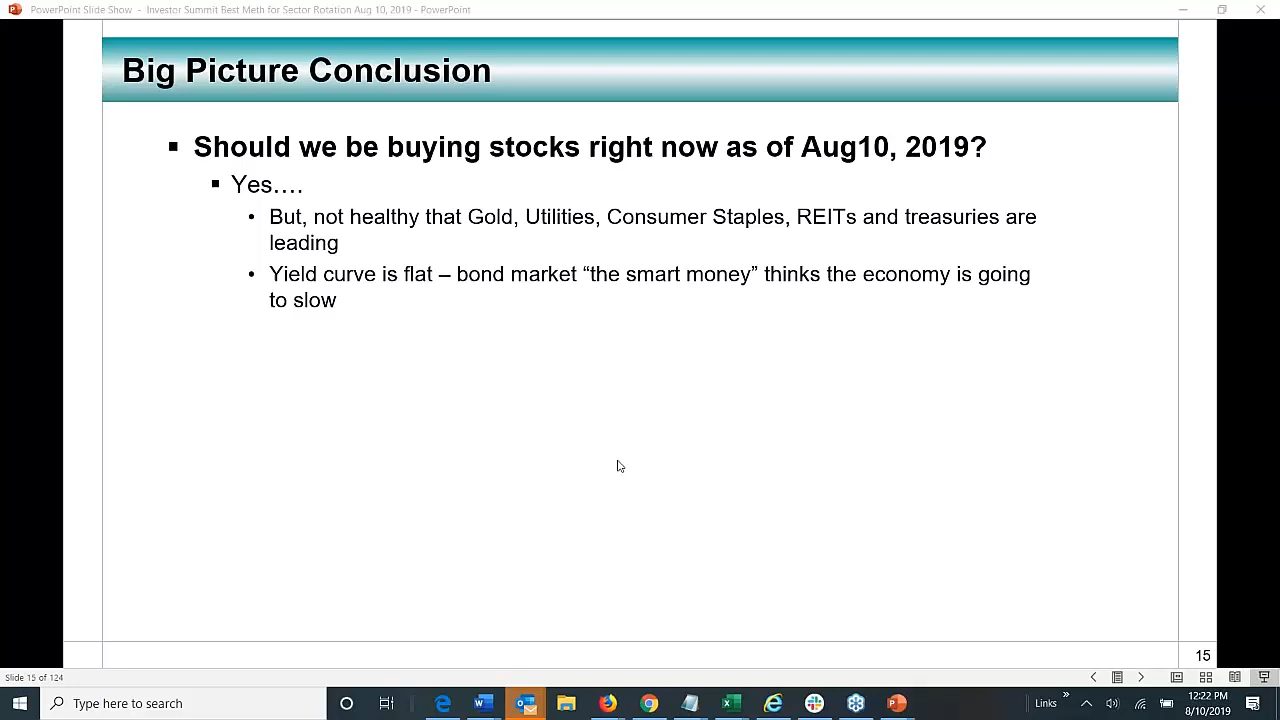 PowerPoint Slide Show - Investor Summit Best Meth for Sector Rotation Aug 10, 2019 - PowerPoint
Big Picture Conclusion
Should we be buying stocks right now as of Aug10, 2019?
Yes….
But, not healthy that Gold, Utilities, Consumer Staples, REITs and treasuries are
leading
Yield curve is flat – bond market “the smart money” thinks the economy is going
to slow
15
Slide 15 of 124
Type here to search
Links
12:22 PM
8/10/2019